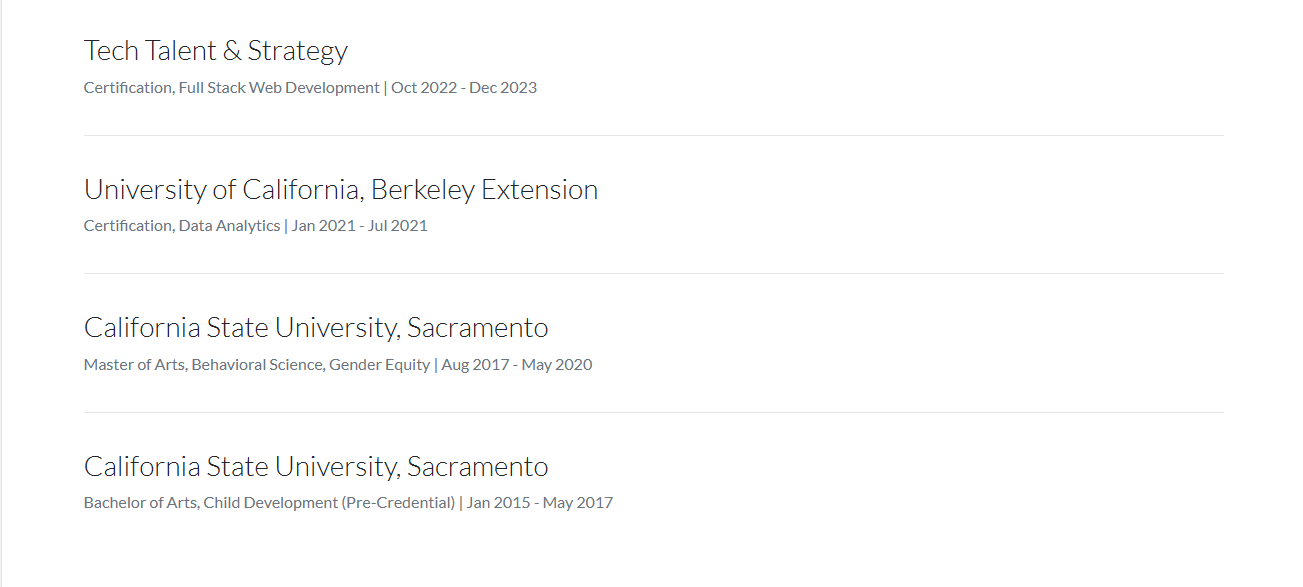 Tech Talent & Strategy
Certification, Full Stack Web Development | Oct 2022 - Dec 2023
University of California, Berkeley Extension
Certification, Data Analytics | Jan 2021 - Jul 2021
California State University, Sacramento
Master of Arts, Behavioral Science, Gender Equity | Aug 2017 - May 2020
California State University, Sacramento
Bachelor of Arts, Child Development (Pre-Credential) | Jan 2015 - May 2017